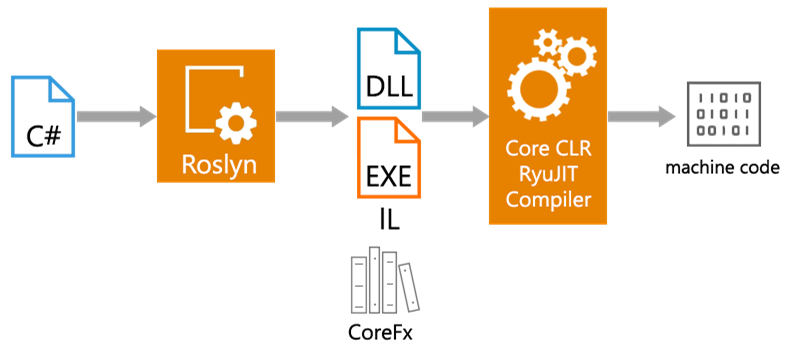 C#
Roslyn
DLL
EXE
IL
CoreFx
Core CLR
RyuJIT
Compiler
11010
01011
00101
machine code